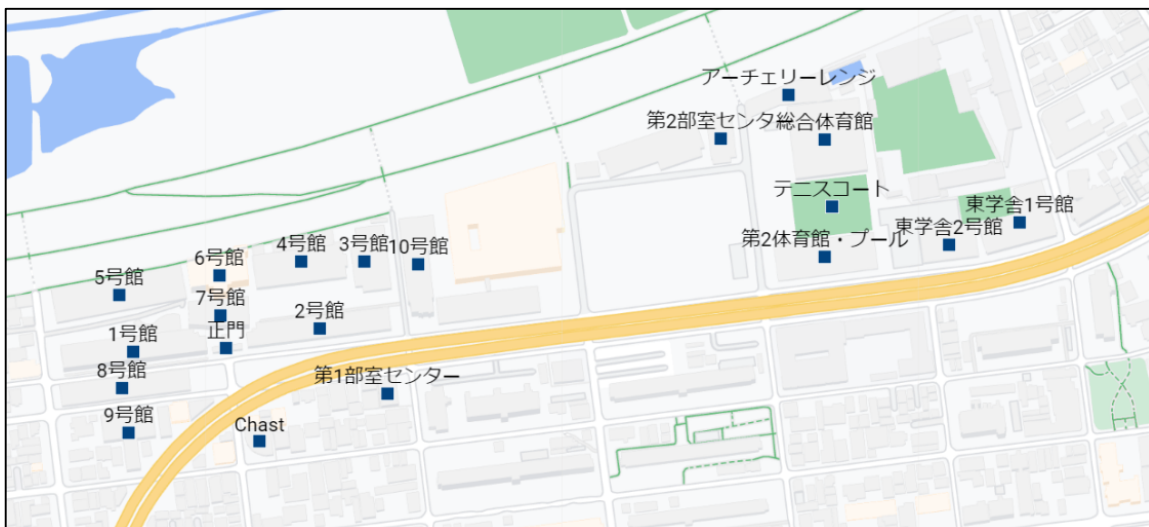 アーチェリーレンジ
第2部室センター
総合体育館
テニスコート
東学舎1号館
東学舎2号館
第2体育館・プール
3号館
4号館
10号館
6号館
5号館
7号館
2号館
正門
1号館
8号館
第1部室センター
9号館
Chast